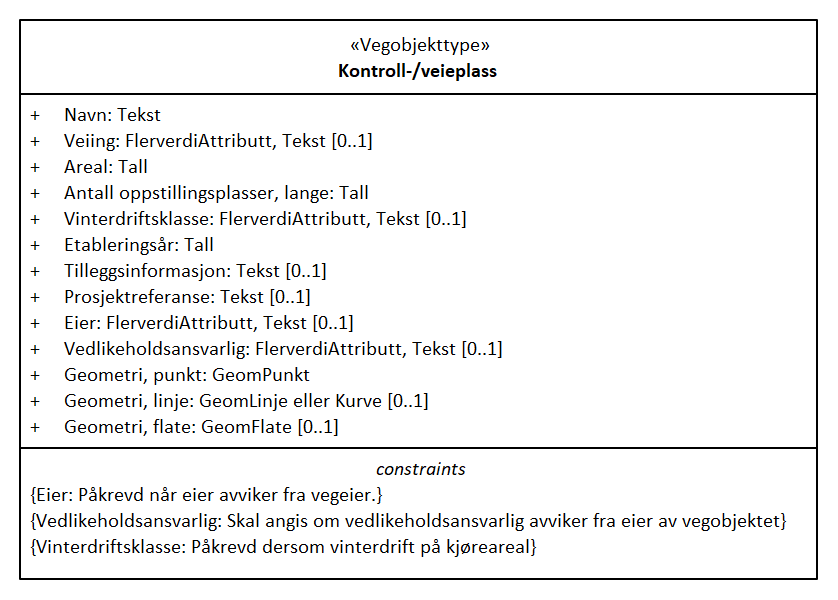 «Vegobjekttype»
Kontroll-/veieplass
+ Navn: Tekst
+ Veiing: FlerverdiAttributt, Tekst [0..1]
+ Areal: Tall
+ Antall oppstillingsplasser, lange: Tall
+ Vinterdriftsklasse: FlerverdiAttributt, Tekst [0..1]
+ Etableringsår: Tall
+ Tilleggsinformasjon: Tekst [0..1]
+ Prosjektreferanse: Tekst [0..1]
+ Eier: FlerverdiAttributt, Tekst [0..1]
+ Vedlikeholdsansvarlig: FlerverdiAttributt, Tekst [0..1]
+ Geometri, punkt: GeomPunkt
+ Geometri, linje: GeomLinje eller Kurve [0..1]
+ Geometri, flate: GeomFlate [0..1]
constraints
{Eier: Påkrevd når eier avviker fra vegeier.}
{Vedlikeholdsansvarlig: Skal angis om vedlikeholdsansvarlig avviker fra eier av vegobjektet}
{Vinterdriftsklasse: Påkrevd dersom vinterdrift på kjøreareal}